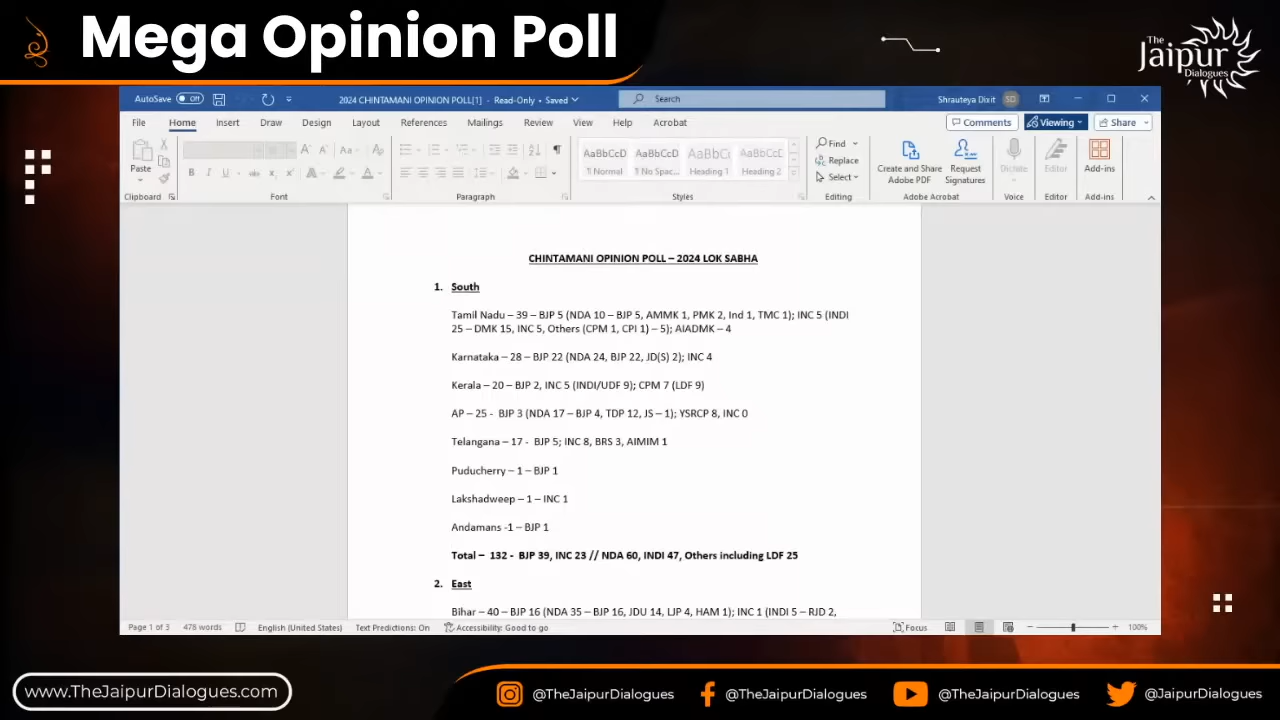 Mega Opinion Poll
The
Jaipur
Dialogues
AutoSave Off 2024 CHINTAMANI OPINION POLL[1] - Read-Only • Saved Search Shrauteya Dixit SD
File Home Insert Draw Design Layout References Mailings Review View Help Acrobat Comments Viewing Share
Paste
Find
Replace
Select
AaBbCcD AaBbCcD AaBbC AaBbCcC
¶ Normal ¶ No Spac... Heading 1 Heading 2
Create and Share
Adobe PDF
Request
Signatures
Dictate
Editor
Add-ins
Clipboard Font Paragraph Styles Editing Adobe Acrobat Voice Editor Add-ins
CHINTAMANI OPINION POLL – 2024 LOK SABHA
1. South
Tamil Nadu – 39 – BJP 5 (NDA 10 – BJP 5, AMMK 1, PMK 2, Ind 1, TMC 1); INC 5 (INDI
25 – DMK 15, INC 5, Others (CPM 1, CPI 1) – 5); AIADMK – 4
Karnataka – 28 – BJP 22 (NDA 24, BJP 22, JD(S) 2); INC 4
Kerala – 20 – BJP 2, INC 5 (INDI/UDF 9); CPM 7 (LDF 9)
AP – 25 - BJP 3 (NDA 17 – BJP 4, TDP 12, JS – 1); YSRCP 8, INC 0
Telangana – 17 - BJP 5; INC 8, BRS 3, AIMIM 1
Puducherry – 1 – BJP 1
Lakshadweep – 1 – INC 1
Andamans -1 – BJP 1
Total – 132 - BJP 39, INC 23 // NDA 60, INDI 47, Others including LDF 25
2. East
Bihar – 40 – BJP 16 (NDA 35 – BJP 16, JDU 14, LJP 4, HAM 1); INC 1 (INDI 5 – RJD 2,
Page 1 of 3 478 words English (United States) Text Predictions: On Accessibility: Good to go Focus 100%
www.TheJaipurDialogues.com @TheJaipurDialogues @TheJaipurDialogues @TheJaipurDialogues @JaipurDialogues